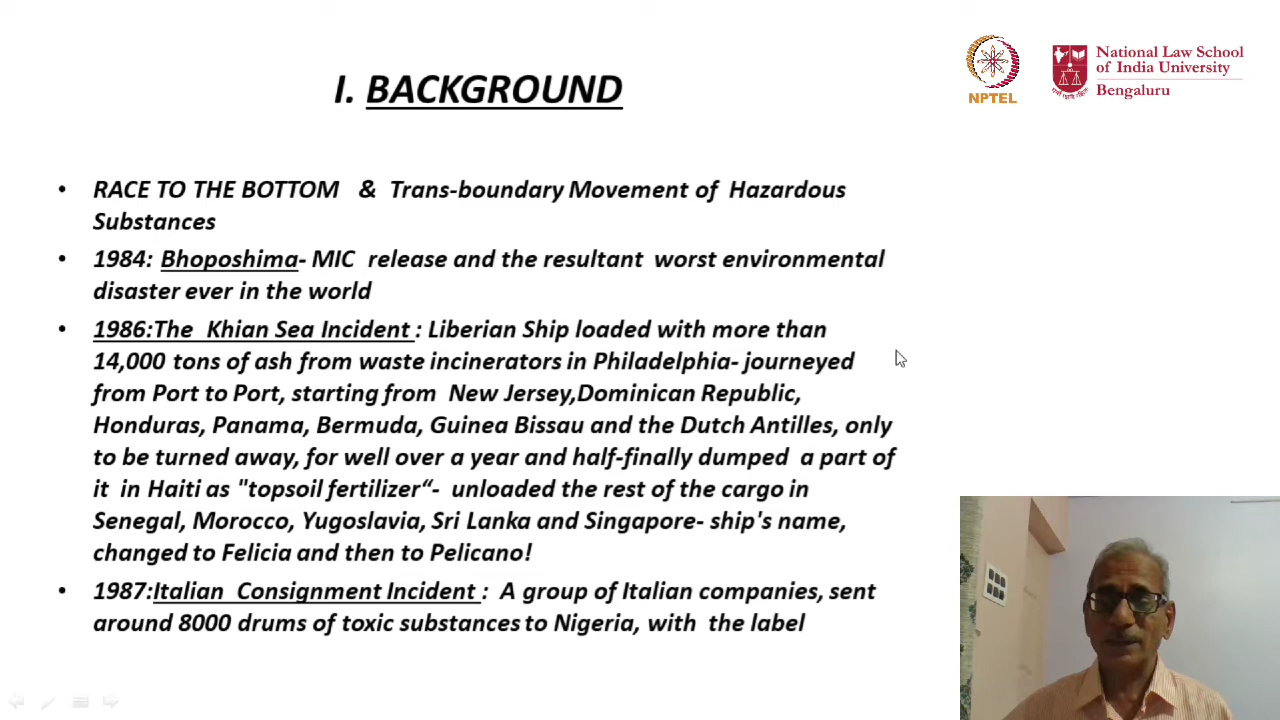 I. BACKGROUND
NPTEL
National Law School
of India University
Bengaluru
• RACE TO THE BOTTOM & Trans-boundary Movement of Hazardous
Substances
• 1984: Bhoposhima- MIC release and the resultant worst environmental
disaster ever in the world
• 1986:The Khian Sea Incident : Liberian Ship loaded with more than
14,000 tons of ash from waste incinerators in Philadelphia- journeyed
from Port to Port, starting from New Jersey,Dominican Republic,
Honduras, Panama, Bermuda, Guinea Bissau and the Dutch Antilles, only
to be turned away, for well over a year and half-finally dumped a part of
it in Haiti as "topsoil fertilizer“- unloaded the rest of the cargo in
Senegal, Morocco, Yugoslavia, Sri Lanka and Singapore- ship's name,
changed to Felicia and then to Pelicano!
• 1987:Italian Consignment Incident : A group of Italian companies, sent
around 8000 drums of toxic substances to Nigeria, with the label